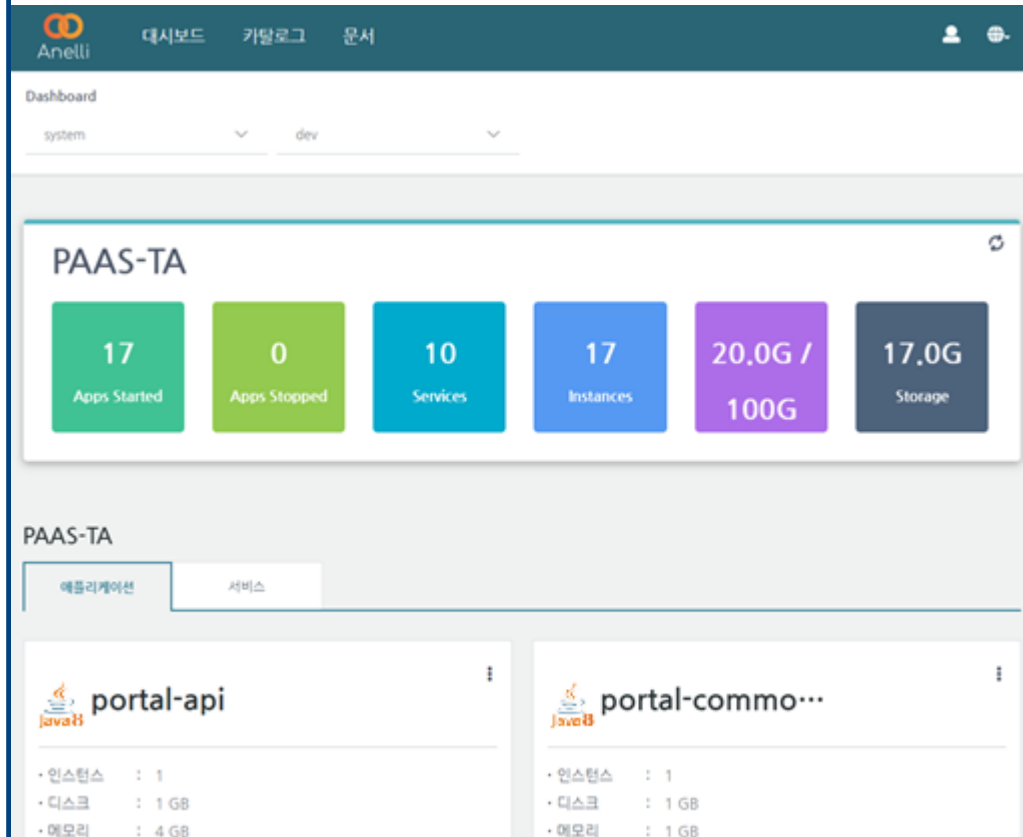 Anelli 대시보드 카탈로그 문서
Dashboard
system dev
PAAS-TA
17 0 10 17 20.0G / 100G 17.0G
Apps Started Apps Stopped Services Instances Storage
PAAS-TA
애플리케이션 서비스
Java8 portal-api Java8 portal-commo···
· 인스턴스 : 1 · 인스턴스 : 1
· 디스크 : 1 GB · 디스크 : 1 GB
· 메모리 : 4 GB · 메모리 : 1 GB